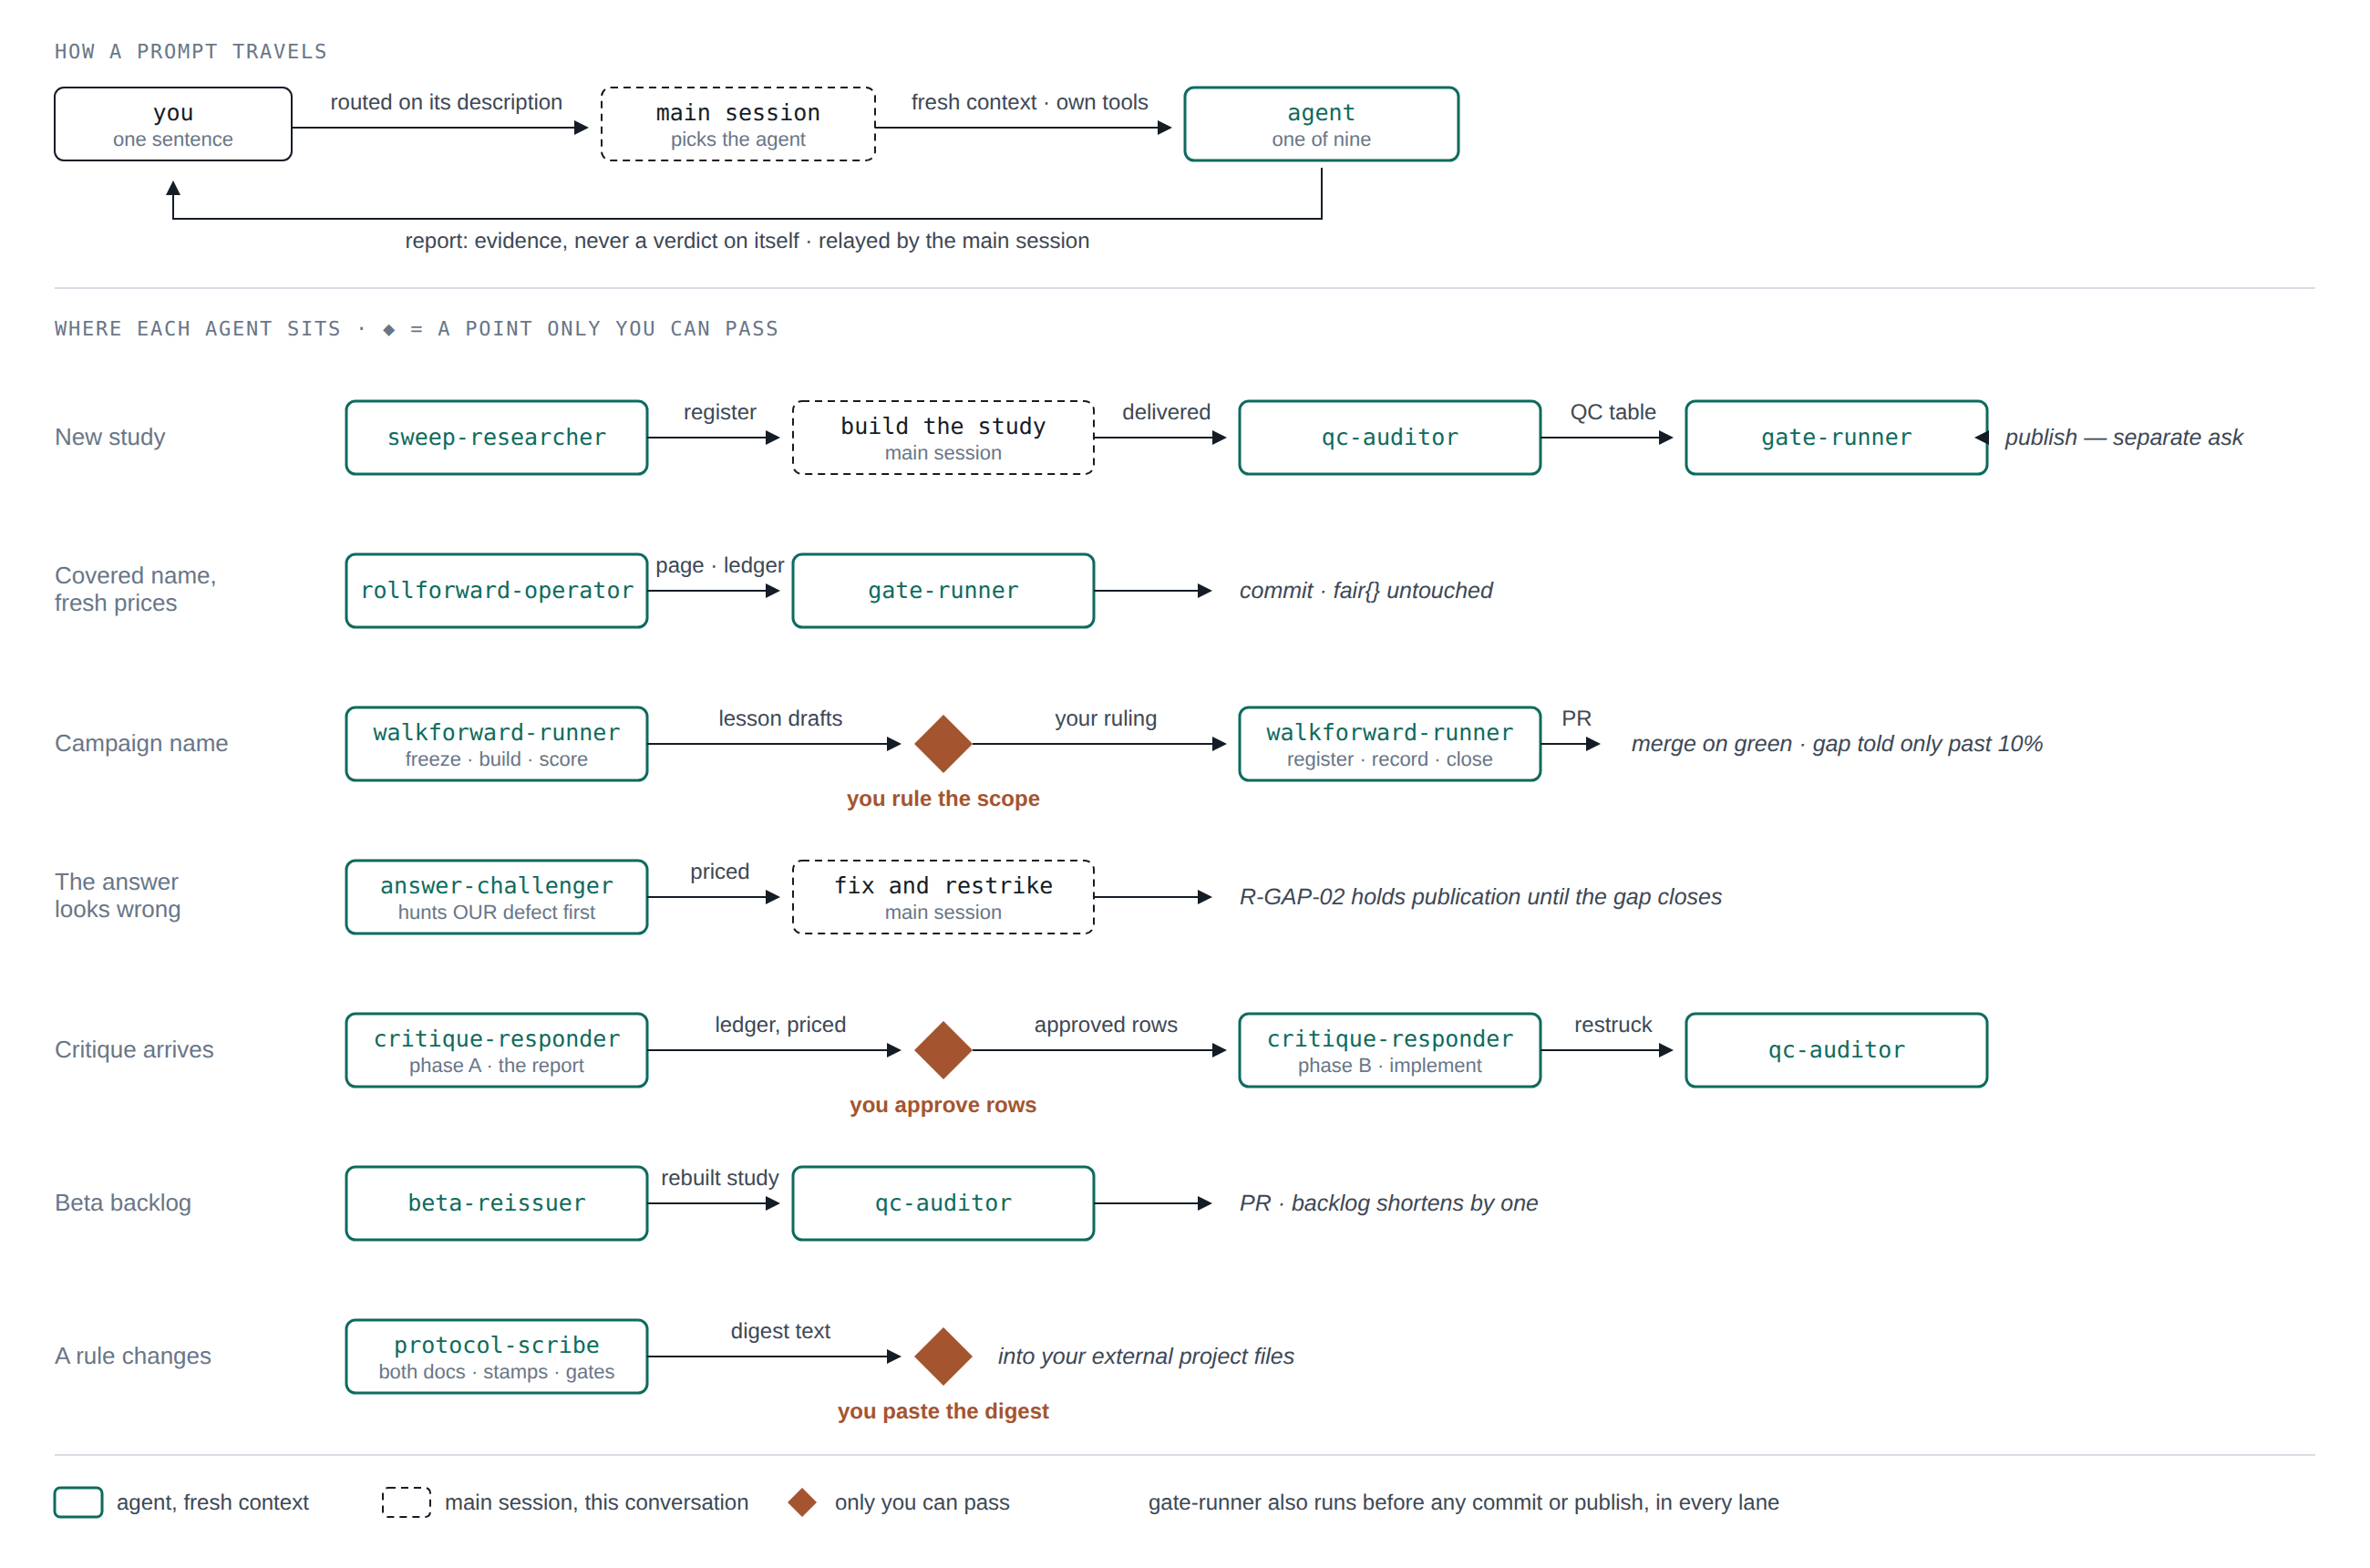 HOW A PROMPT TRAVELS
you
one sentence
routed on its description
main session
picks the agent
fresh context · own tools
agent
one of nine
report: evidence, never a verdict on itself · relayed by the main session
WHERE EACH AGENT SITS · ◆ = A POINT ONLY YOU CAN PASS
New study
sweep-researcher
register
build the study
main session
delivered
qc-auditor
QC table
gate-runner
publish — separate ask
Covered name,
fresh prices
rollforward-operator
page · ledger
gate-runner
commit · fair{} untouched
Campaign name
walkforward-runner
freeze · build · score
lesson drafts
you rule the scope
your ruling
walkforward-runner
register · record · close
PR
merge on green · gap told only past 10%
The answer
looks wrong
answer-challenger
hunts OUR defect first
priced
fix and restrike
main session
R-GAP-02 holds publication until the gap closes
Critique arrives
critique-responder
phase A · the report
ledger, priced
you approve rows
approved rows
critique-responder
phase B · implement
restruck
qc-auditor
Beta backlog
beta-reissuer
rebuilt study
qc-auditor
PR · backlog shortens by one
A rule changes
protocol-scribe
both docs · stamps · gates
digest text
you paste the digest
into your external project files
agent, fresh context
main session, this conversation
only you can pass
gate-runner also runs before any commit or publish, in every lane